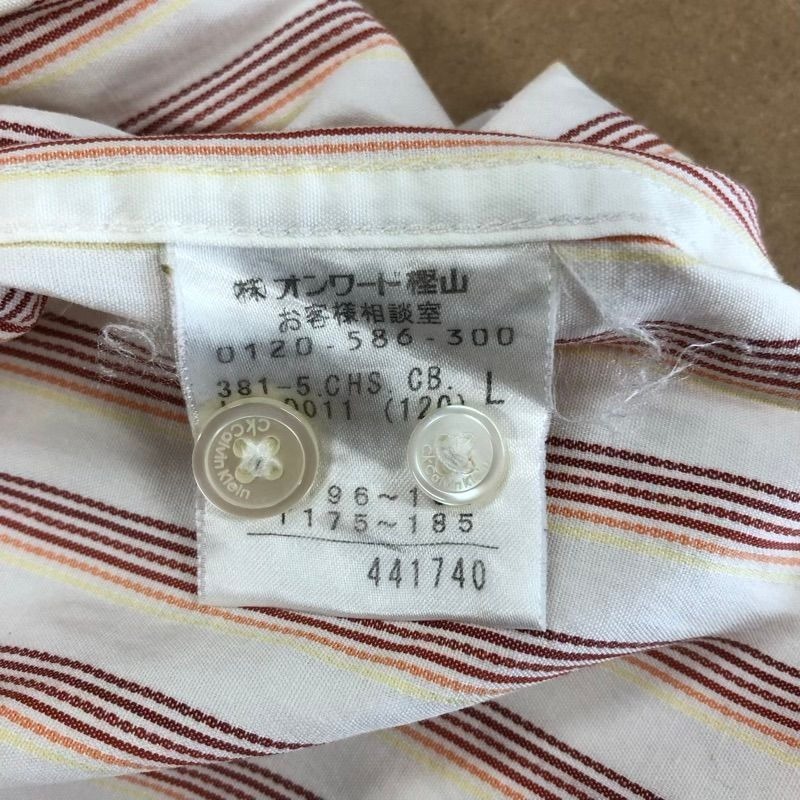 ㈱オンワード樫山
お客様相談室
0120-586-300
381-5.CHS. CB. L
0011 (120)
96~
175~185
441740
CK Calvin Klein
CK Calvin Klein